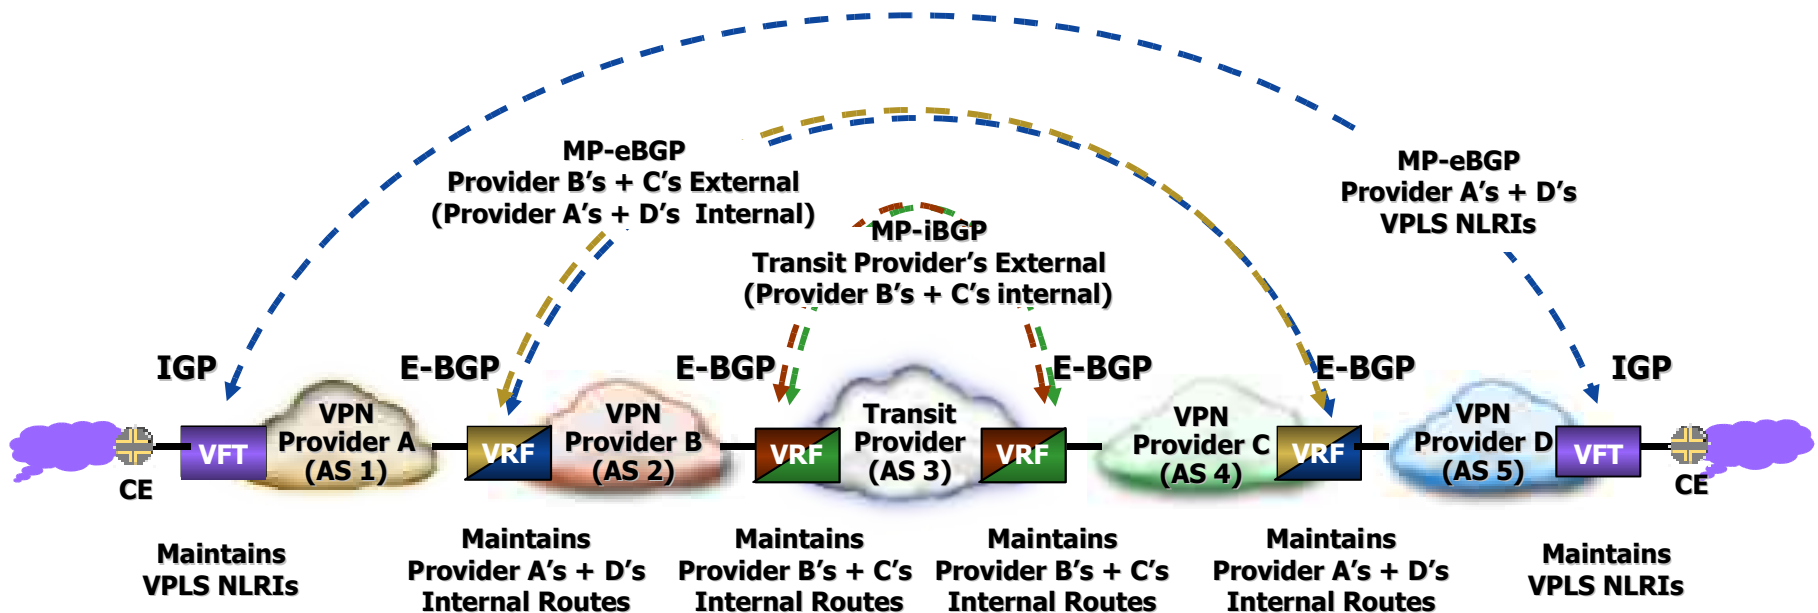 MP-eBGP
Provider B’s + C’s External
(Provider A’s + D’s Internal)
MP-eBGP
Provider A’s + D’s
VPLS NLRIs
MP-iBGP
Transit Provider’s External
(Provider B’s + C’s internal)
IGP
E-BGP
E-BGP
E-BGP
E-BGP
IGP
CE
VFT
VPN
Provider A
(AS 1)
VRF
VPN
Provider B
(AS 2)
VRF
Transit
Provider
(AS 3)
VRF
VPN
Provider C
(AS 4)
VRF
VPN
Provider D
(AS 5)
VFT
CE
Maintains
VPLS NLRIs
Maintains
Provider A’s + D’s
Internal Routes
Maintains
Provider B’s + C’s
Internal Routes
Maintains
Provider B’s + C’s
Internal Routes
Maintains
Provider A’s + D’s
Internal Routes
Maintains
VPLS NLRIs